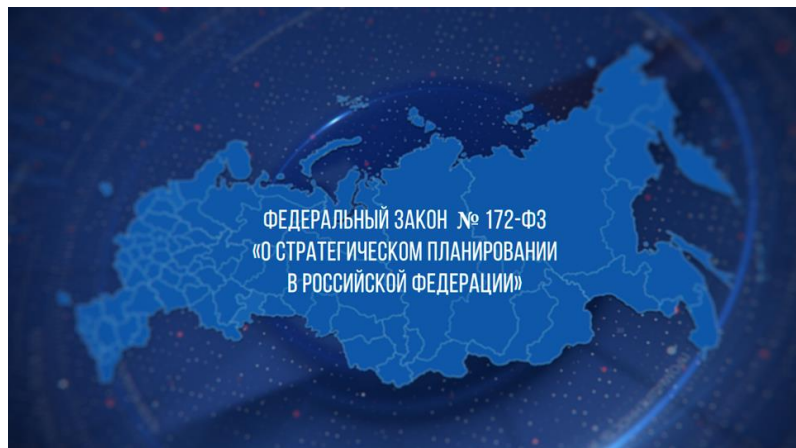 ФЕДЕРАЛЬНЫЙ ЗАКОН № 172-ФЗ
«О СТРАТЕГИЧЕСКОМ ПЛАНИРОВАНИИ
В РОССИЙСКОЙ ФЕДЕРАЦИИ»